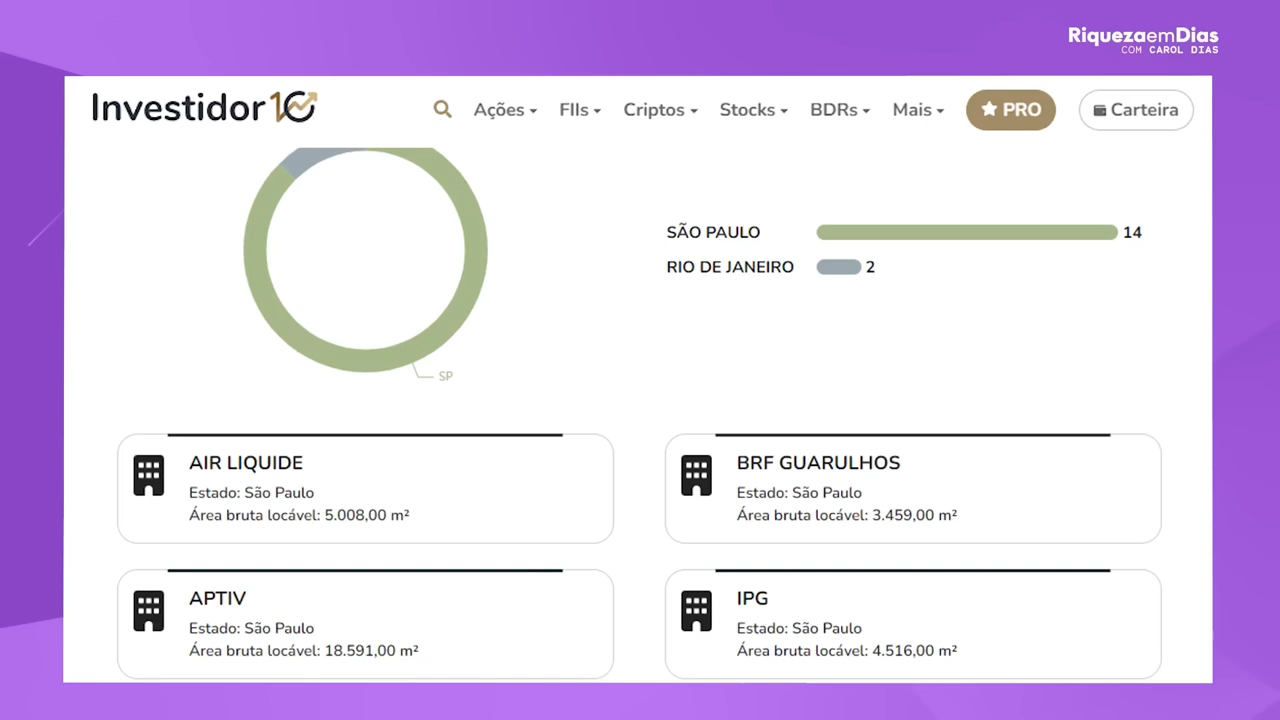 RiquezaemDias
COM CAROL DIAS
Investidor 10
Ações
FIIs
Criptos
Stocks
BDRs
Mais
PRO
Carteira
SÃO PAULO 14
RIO DE JANEIRO 2
SP
AIR LIQUIDE
Estado: São Paulo
Área bruta locável: 5.008,00 m²
BRF GUARULHOS
Estado: São Paulo
Área bruta locável: 3.459,00 m²
APTIV
Estado: São Paulo
Área bruta locável: 18.591,00 m²
IPG
Estado: São Paulo
Área bruta locável: 4.516,00 m²